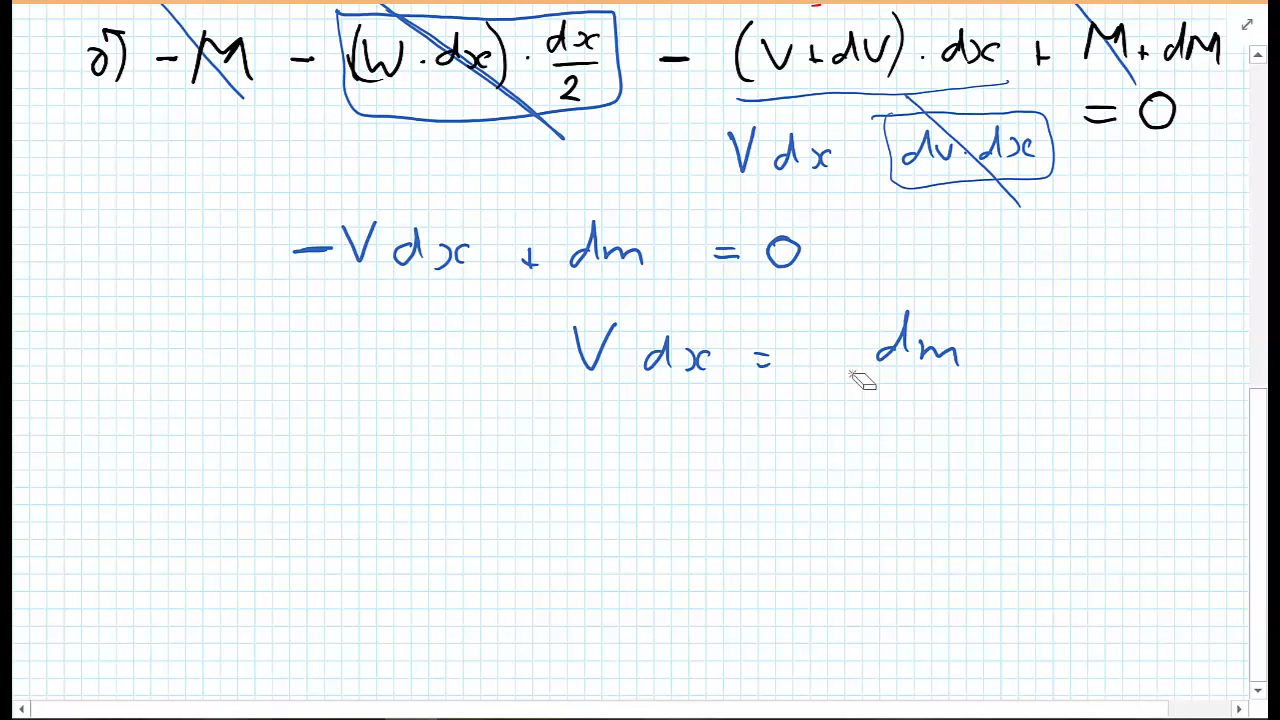 ↺) - M - (W · dx) · dx/2 - (V + dV) · dx + M + dM
= 0
V dx dv · dx
- V dx + dm = 0
V dx = dm